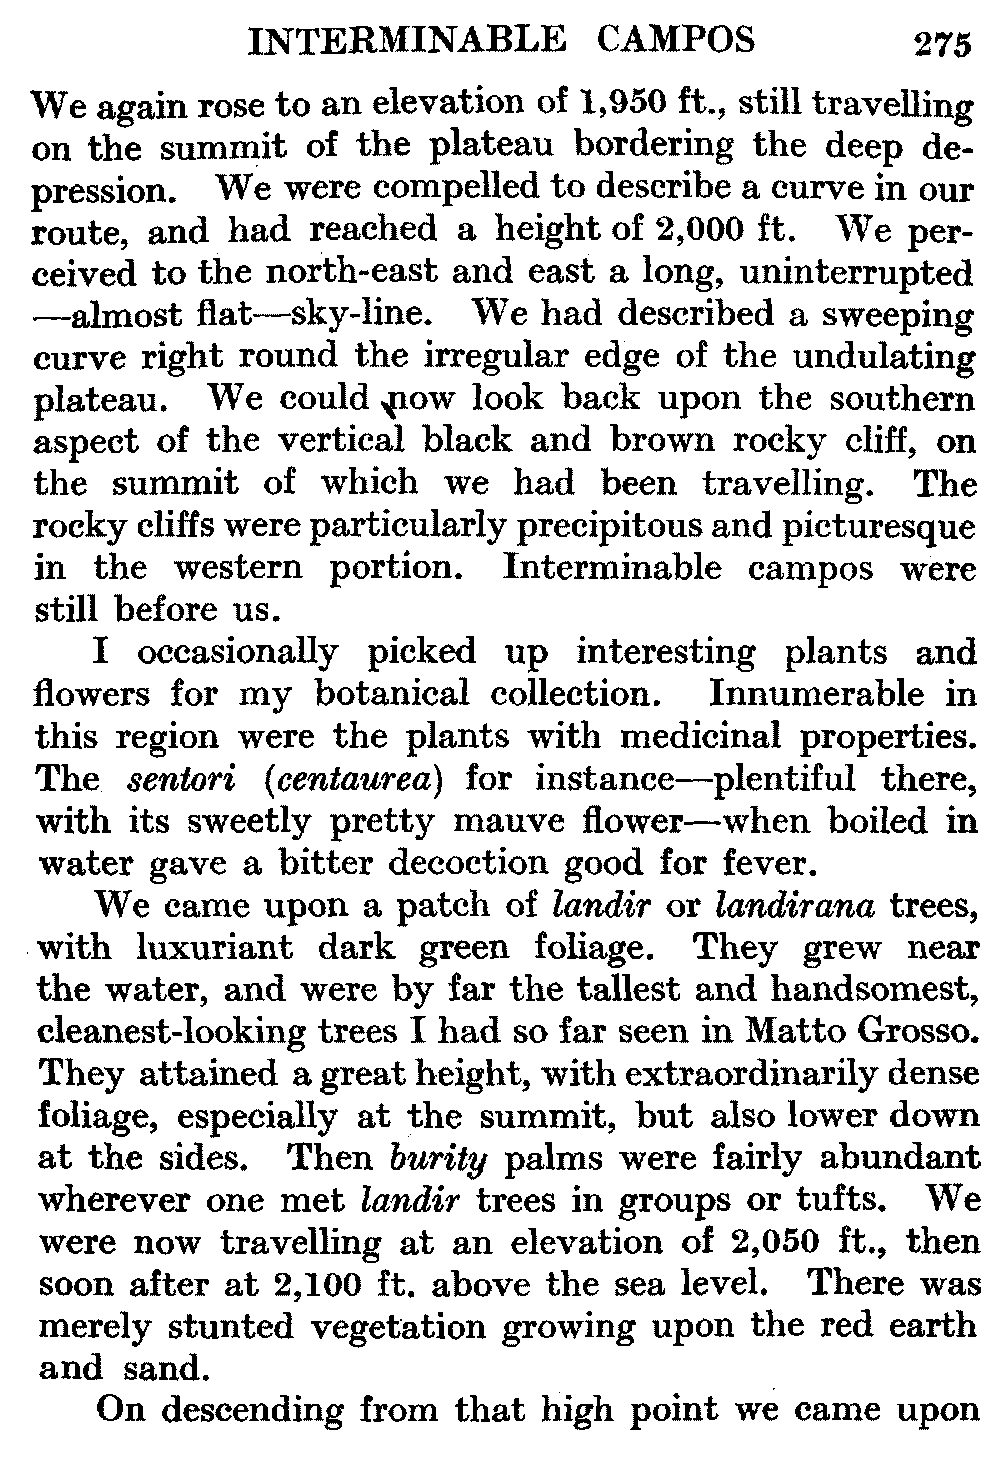 INTERMINABLE CAMPOS 275
We again rose to an elevation of 1,950 ft., still travelling
on the summit of the plateau bordering the deep de-
pression. We were compelled to describe a curve in our
route, and had reached a height of 2,000 ft. We per-
ceived to the north-east and east a long, uninterrupted
—almost flat—sky-line. We had described a sweeping
curve right round the irregular edge of the undulating
plateau. We could now look back upon the southern
aspect of the vertical black and brown rocky cliff, on
the summit of which we had been travelling. The
rocky cliffs were particularly precipitous and picturesque
in the western portion. Interminable campos were
still before us.
I occasionally picked up interesting plants and
flowers for my botanical collection. Innumerable in
this region were the plants with medicinal properties.
The sentori (centaurea) for instance—plentiful there,
with its sweetly pretty mauve flower—when boiled in
water gave a bitter decoction good for fever.
We came upon a patch of landir or landirana trees,
with luxuriant dark green foliage. They grew near
the water, and were by far the tallest and handsomest,
cleanest-looking trees I had so far seen in Matto Grosso.
They attained a great height, with extraordinarily dense
foliage, especially at the summit, but also lower down
at the sides. Then burity palms were fairly abundant
wherever one met landir trees in groups or tufts. We
were now travelling at an elevation of 2,050 ft., then
soon after at 2,100 ft. above the sea level. There was
merely stunted vegetation growing upon the red earth
and sand.
On descending from that high point we came upon